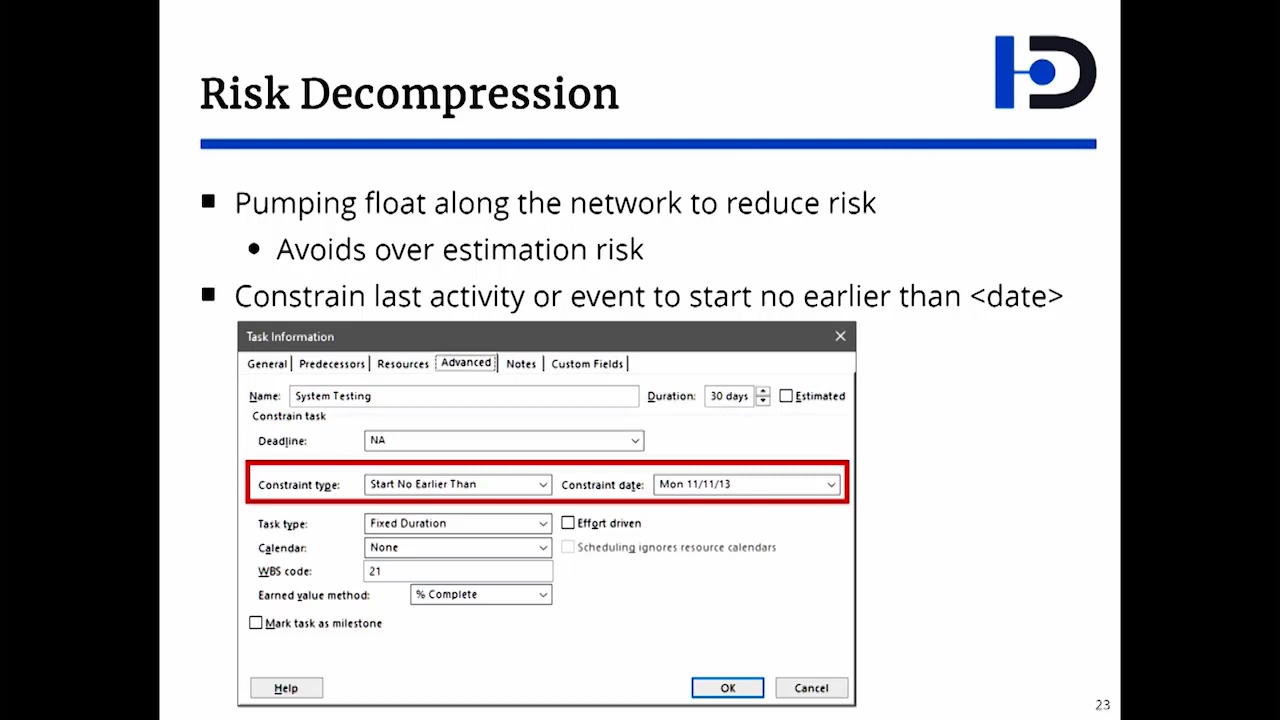 Risk Decompression
Pumping float along the network to reduce risk
Avoids over estimation risk
Constrain last activity or event to start no earlier than <date>
Task Information
General Predecessors Resources Advanced Notes Custom Fields
Name: System Testing Duration: 30 days Estimated
Constrain task
Deadline: NA
Constraint type: Start No Earlier Than Constraint date: Mon 11/11/13
Task type: Fixed Duration Effort driven
Calendar: None Scheduling ignores resource calendars
WBS code: 21
Earned value method: % Complete
Mark task as milestone
Help OK Cancel
23